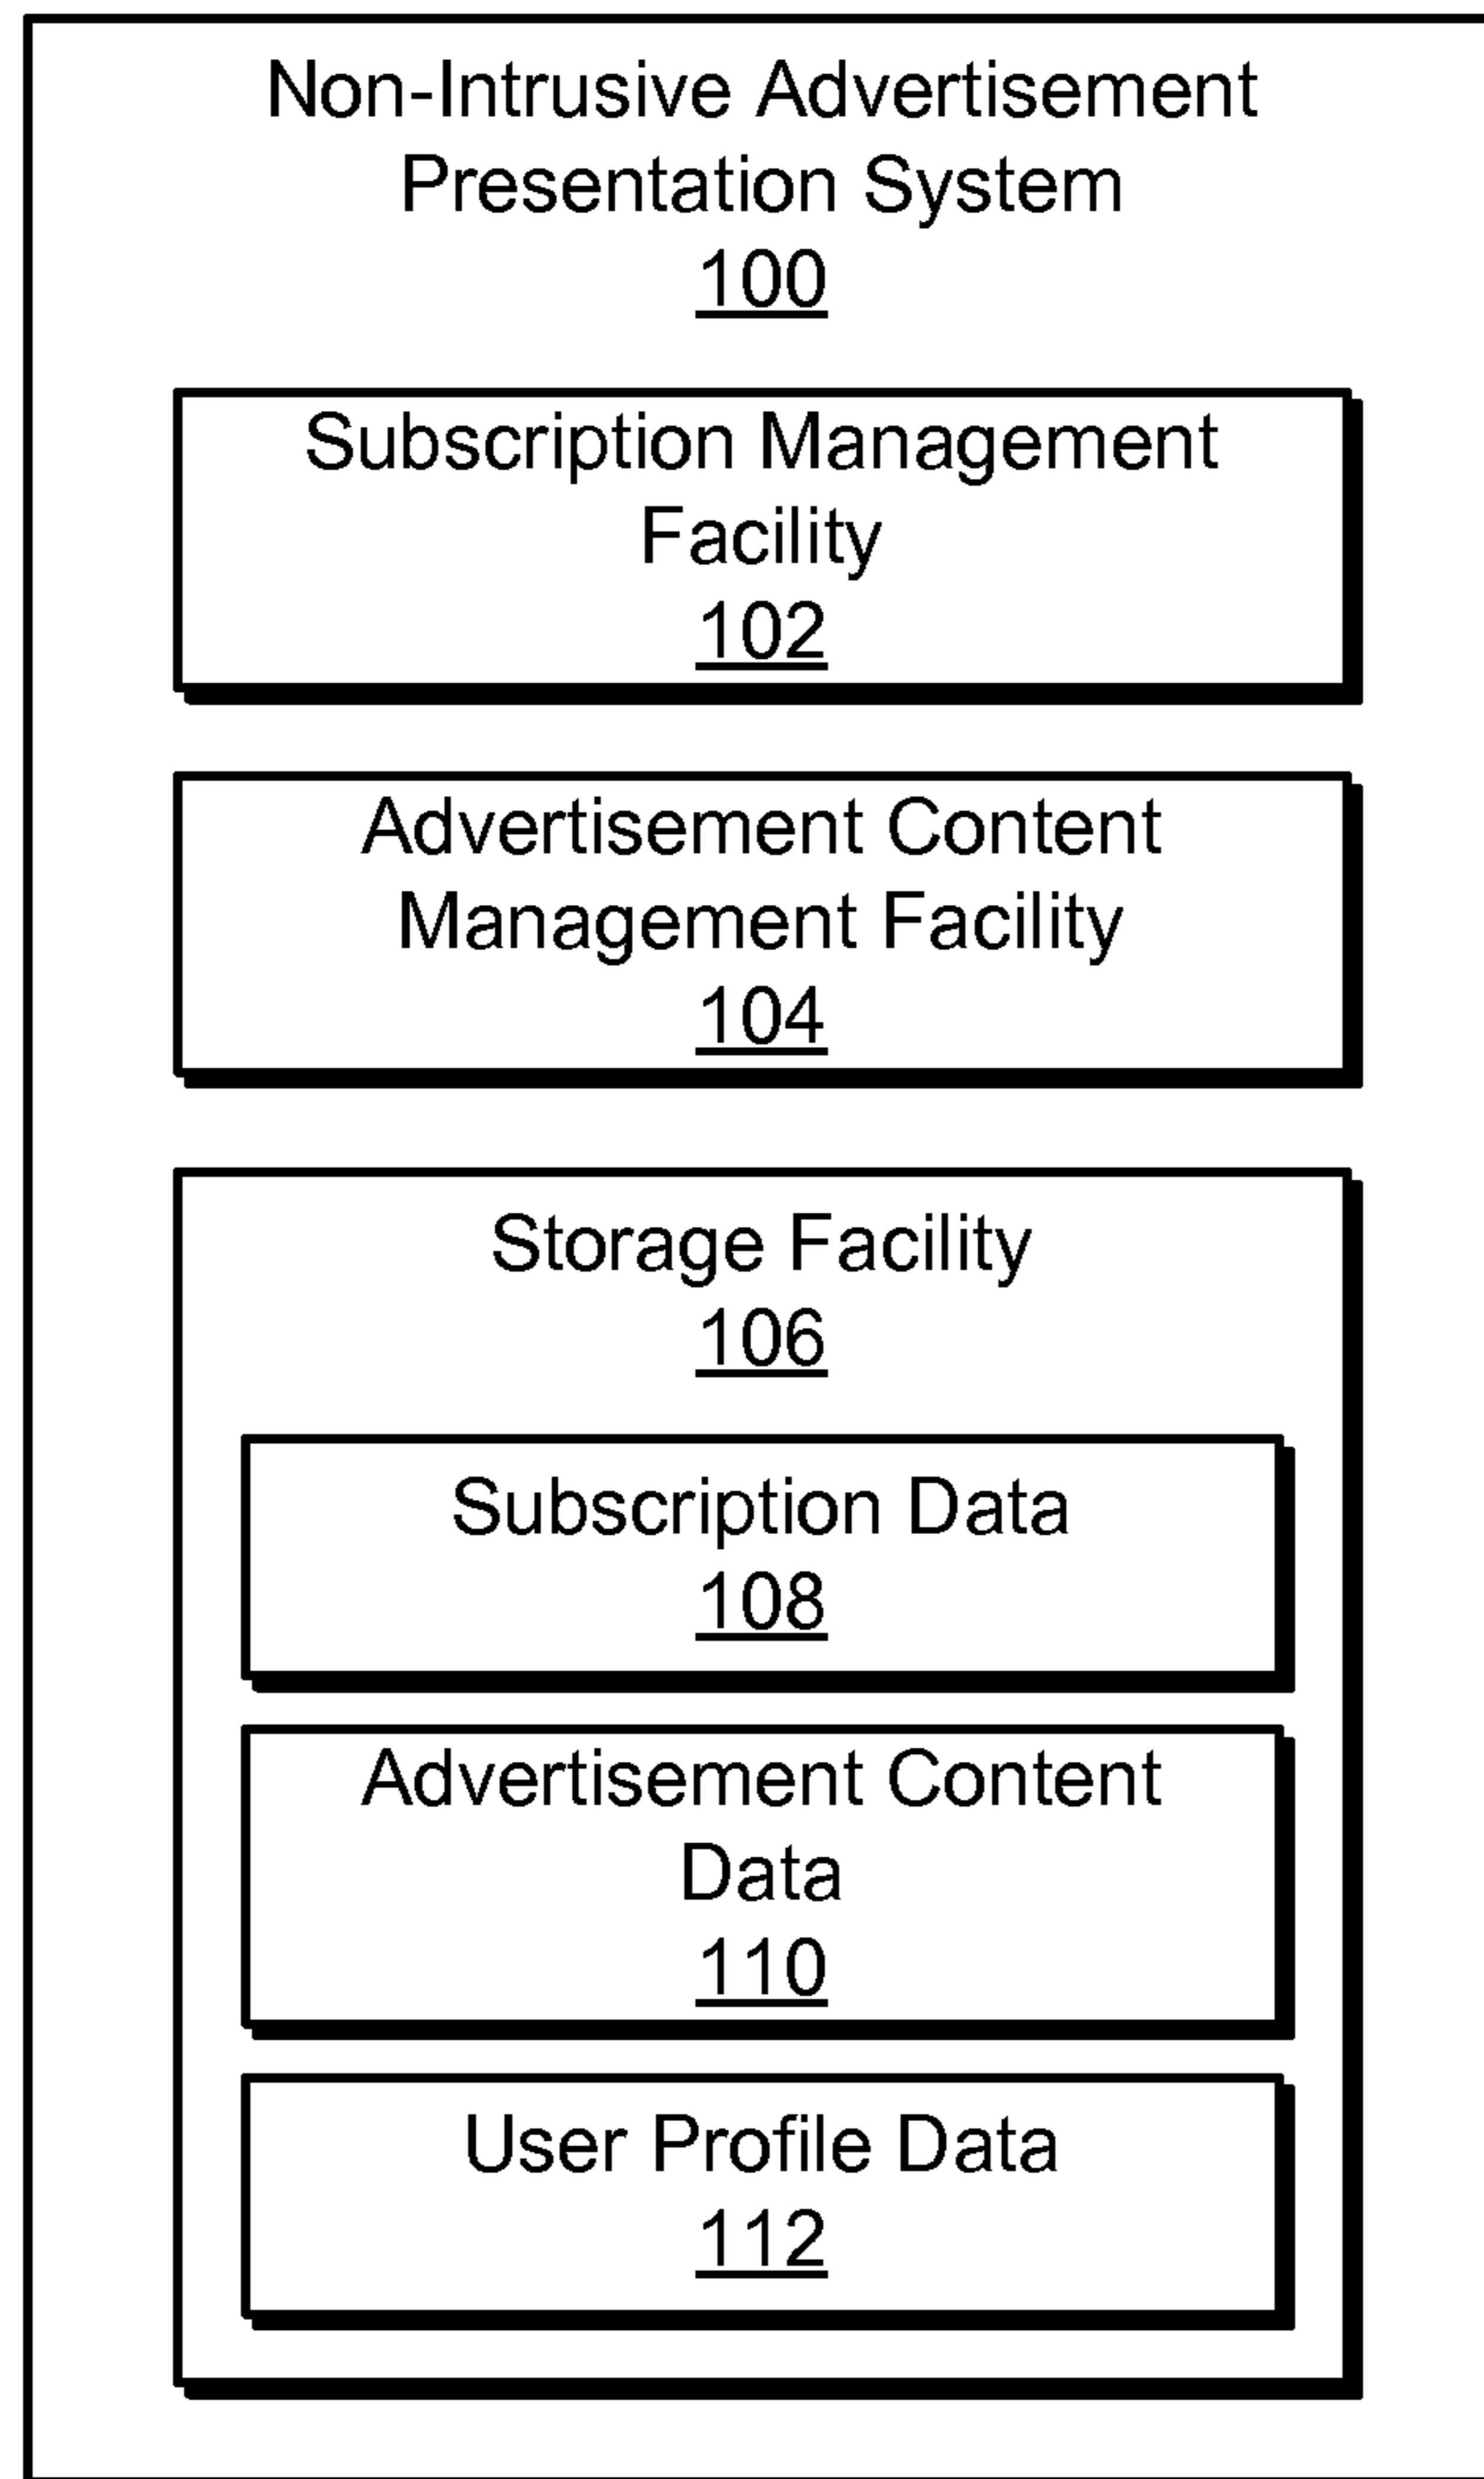 Non-Intrusive Advertisement
Presentation System
100
Subscription Management
Facility
102
Advertisement Content
Management Facility
104
Storage Facility
106
Subscription Data
108
Advertisement Content
Data
110
User Profile Data
112